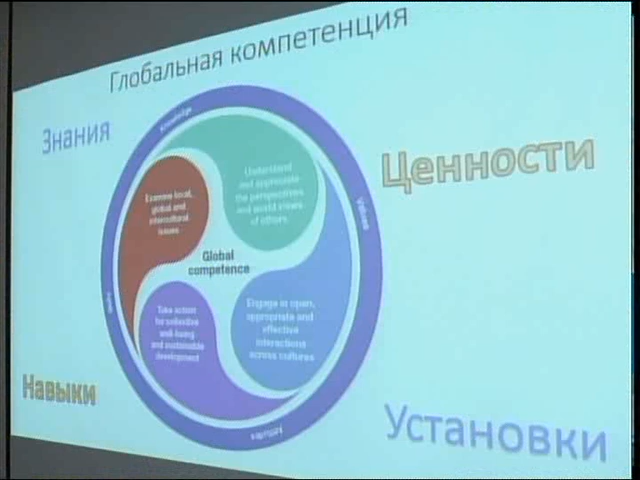 Глобальная компетенция
Знания
Ценности
Knowledge
Values
Understand
and appreciate
the perspectives
and world views
of others
Examine local,
global and
intercultural
issues
Global
competence
Take action
for collective
well-being
and sustainable
development
Engage in open,
appropriate and
effective
interactions
across cultures
Навыки
Установки